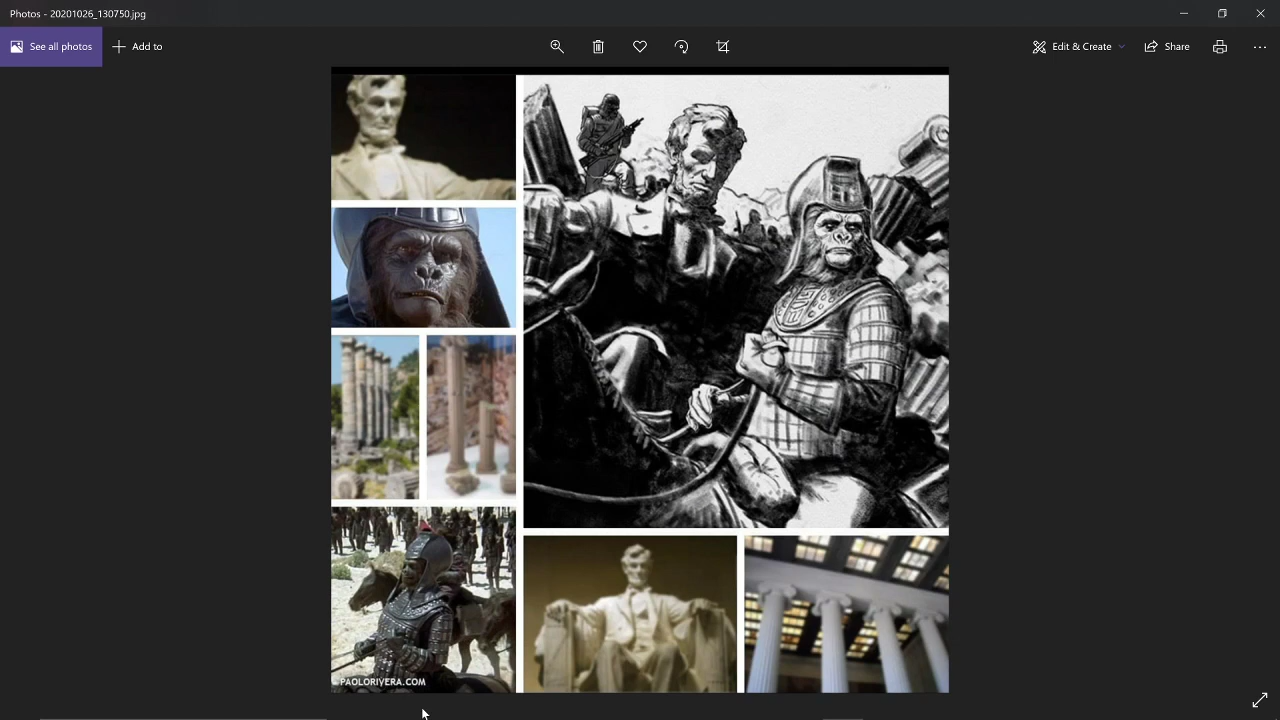 Photos - 20201026_130750.jpg
See all photos
Add to
Edit & Create
Share
PAOLORIVERA.COM